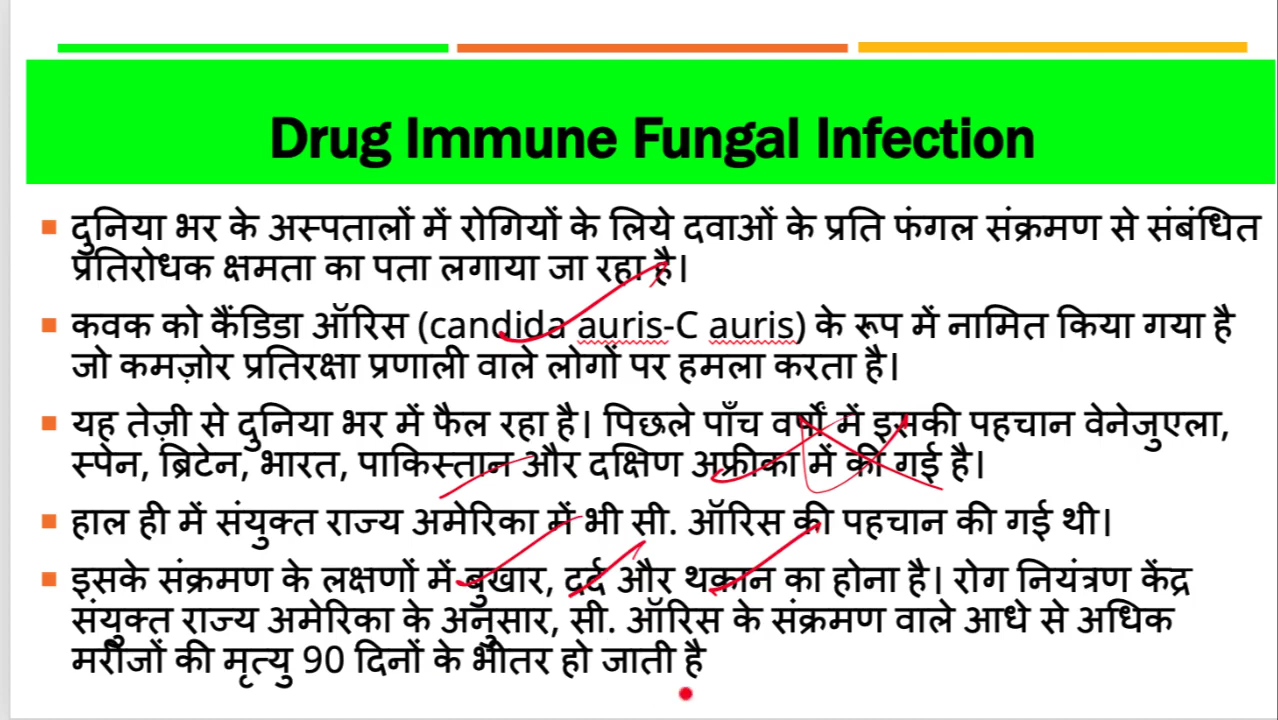 Drug Immune Fungal Infection
दुनिया भर के अस्पतालों में रोगियों के लिये दवाओं के प्रति फंगल संक्रमण से संबंधित
प्रतिरोधक क्षमता का पता लगाया जा रहा है।
कवक को कैंडिडा ऑरिस (candida auris-C auris) के रूप में नामित किया गया है
जो कमज़ोर प्रतिरक्षा प्रणाली वाले लोगों पर हमला करता है।
यह तेज़ी से दुनिया भर में फैल रहा है। पिछले पाँच वर्षों में इसकी पहचान वेनेजुएला,
स्पेन, ब्रिटेन, भारत, पाकिस्तान और दक्षिण अफ्रीका में की गई है।
हाल ही में संयुक्त राज्य अमेरिका में भी सी. ऑरिस की पहचान की गई थी।
इसके संक्रमण के लक्षणों में बुखार, दर्द और थकान का होना है। रोग नियंत्रण केंद्र
संयुक्त राज्य अमेरिका के अनुसार, सी. ऑरिस के संक्रमण वाले आधे से अधिक
मरीजों की मृत्यु 90 दिनों के भीतर हो जाती है